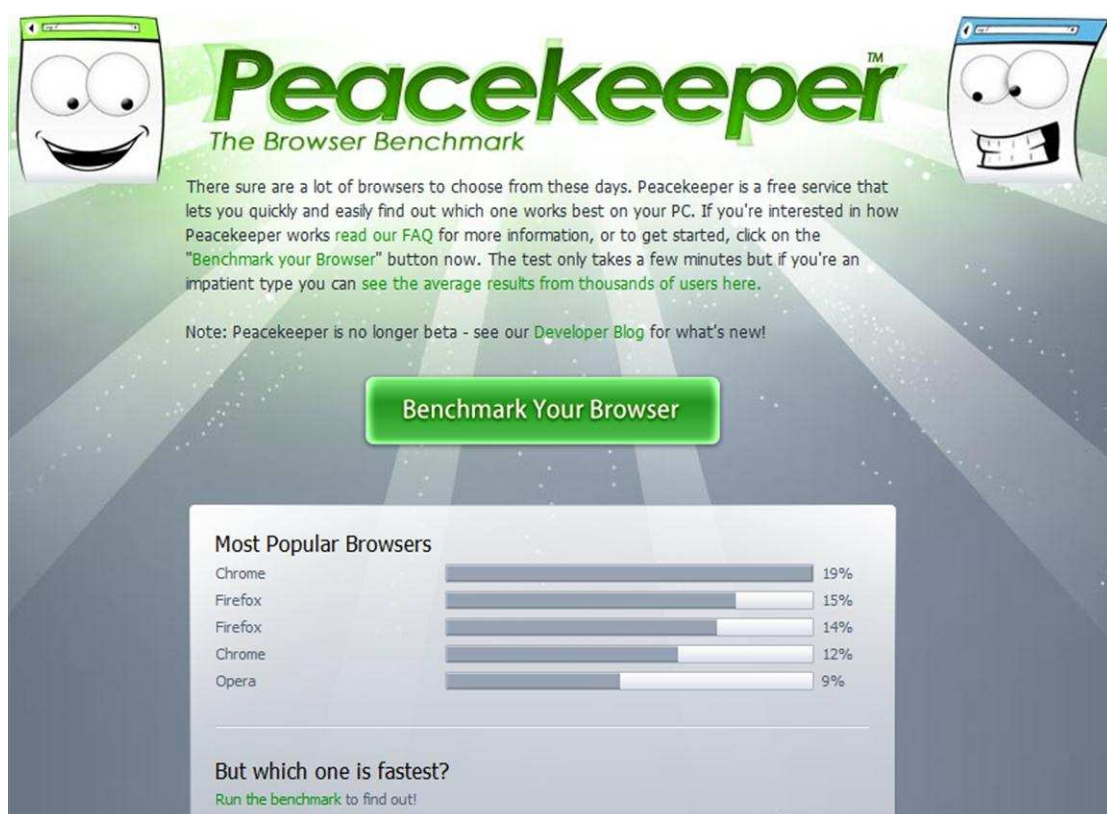 Peacekeeper™
The Browser Benchmark
There sure are a lot of browsers to choose from these days. Peacekeeper is a free service that
lets you quickly and easily find out which one works best on your PC. If you're interested in how
Peacekeeper works read our FAQ for more information, or to get started, click on the
"Benchmark your Browser" button now. The test only takes a few minutes but if you're an
impatient type you can see the average results from thousands of users here.
Note: Peacekeeper is no longer beta - see our Developer Blog for what's new!
Benchmark Your Browser
Most Popular Browsers
Chrome 19%
Firefox 15%
Firefox 14%
Chrome 12%
Opera 9%
But which one is fastest?
Run the benchmark to find out!